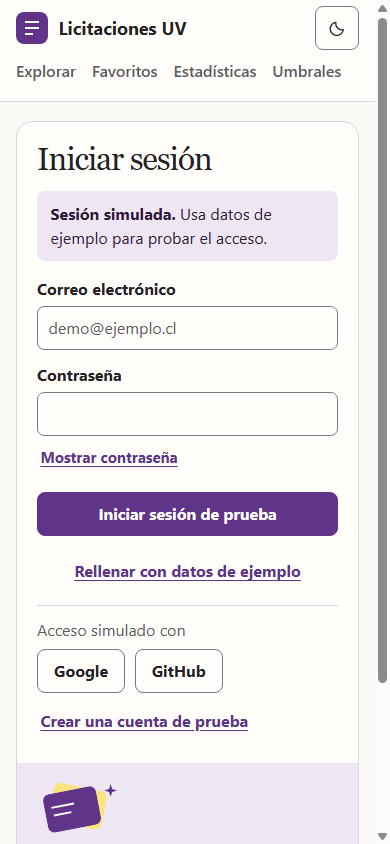 Licitaciones UV
Explorar Favoritos Estadísticas Umbrales
Iniciar sesión
Sesión simulada. Usa datos de
ejemplo para probar el acceso.
Correo electrónico
demo@ejemplo.cl
Contraseña
Mostrar contraseña
Iniciar sesión de prueba
Rellenar con datos de ejemplo
Acceso simulado con
Google GitHub
Crear una cuenta de prueba